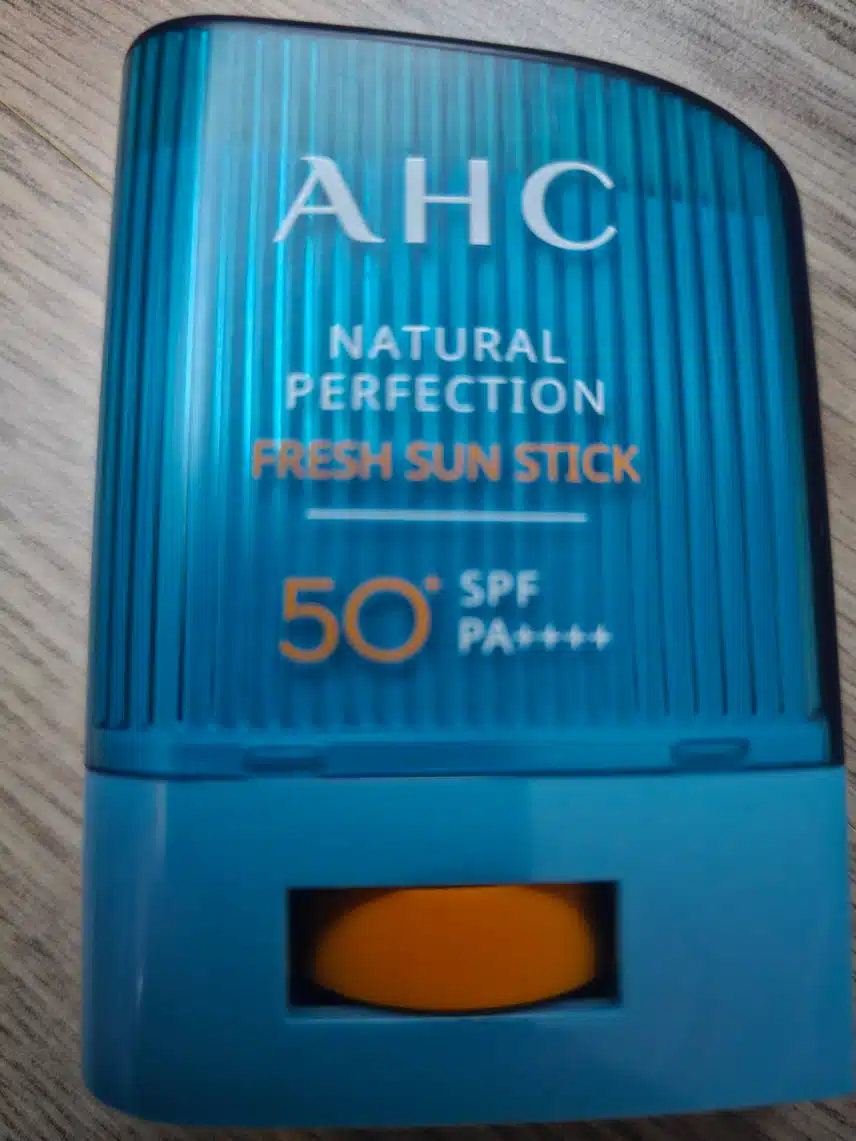 AHC
NATURAL
PERFECTION
FRESH SUN STICK
50+ SPF
PA++++